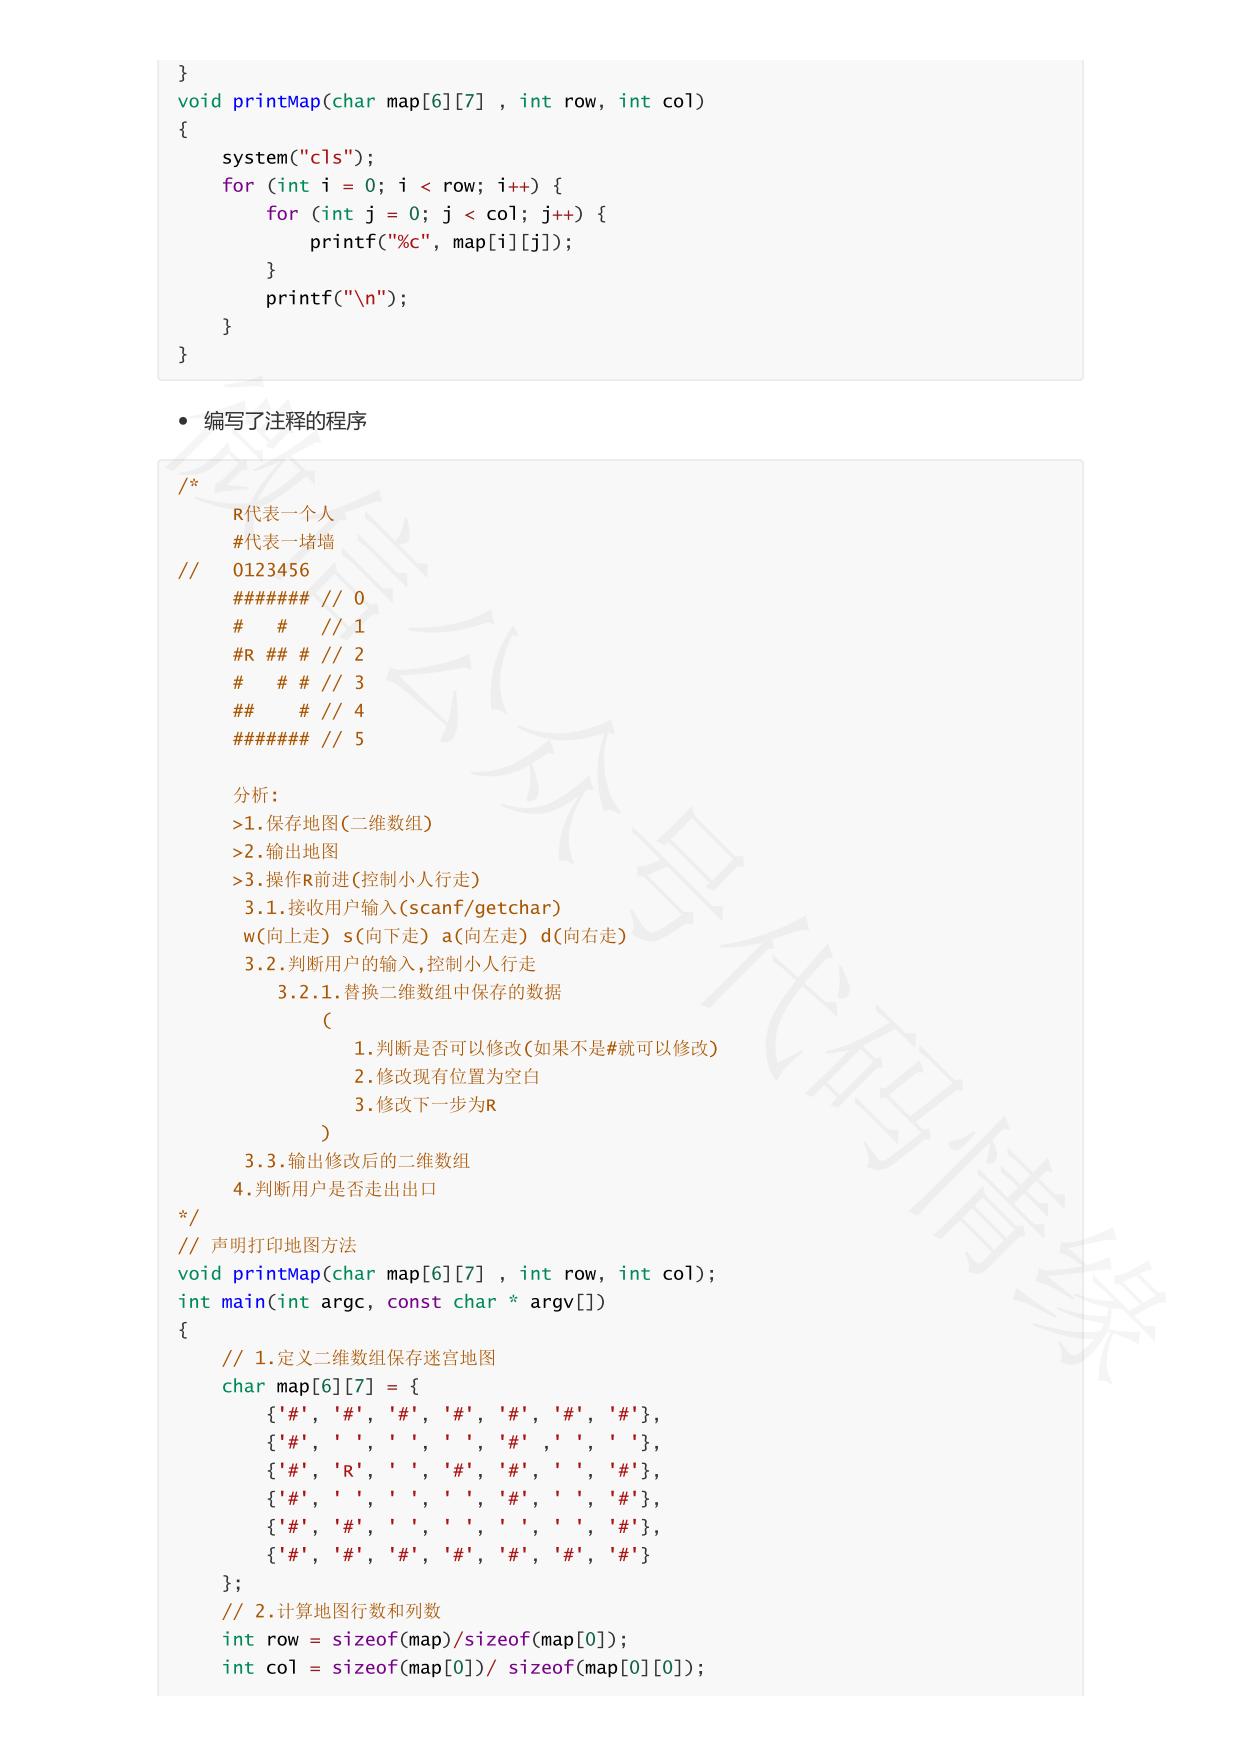 }
void printMap(char map[6][7] , int row, int col)
{
    system("cls");
    for (int i = 0; i < row; i++) {
        for (int j = 0; j < col; j++) {
            printf("%c", map[i][j]);
        }
        printf("\n");
    }
}
• 编写了注释的程序
/*
     R代表一个人
     #代表一堵墙
//   0123456
     ####### // 0
     #   #   // 1
     #R ## # // 2
     #   # # // 3
     ##    # // 4
     ####### // 5
     分析:
     >1.保存地图(二维数组)
     >2.输出地图
     >3.操作R前进(控制小人行走)
      3.1.接收用户输入(scanf/getchar)
      w(向上走) s(向下走) a(向左走) d(向右走)
      3.2.判断用户的输入,控制小人行走
         3.2.1.替换二维数组中保存的数据
             (
                1.判断是否可以修改(如果不是#就可以修改)
                2.修改现有位置为空白
                3.修改下一步为R
             )
      3.3.输出修改后的二维数组
     4.判断用户是否走出出口
*/
// 声明打印地图方法
void printMap(char map[6][7] , int row, int col);
int main(int argc, const char * argv[])
{
    // 1.定义二维数组保存迷宫地图
    char map[6][7] = {
        {'#', '#', '#', '#', '#', '#', '#'},
        {'#', ' ', ' ', ' ', '#' ,' ', ' '},
        {'#', 'R', ' ', '#', '#', ' ', '#'},
        {'#', ' ', ' ', ' ', '#', ' ', '#'},
        {'#', '#', ' ', ' ', ' ', ' ', '#'},
        {'#', '#', '#', '#', '#', '#', '#'}
    };
    // 2.计算地图行数和列数
    int row = sizeof(map)/sizeof(map[0]);
    int col = sizeof(map[0])/ sizeof(map[0][0]);
微信公众号代码情缘